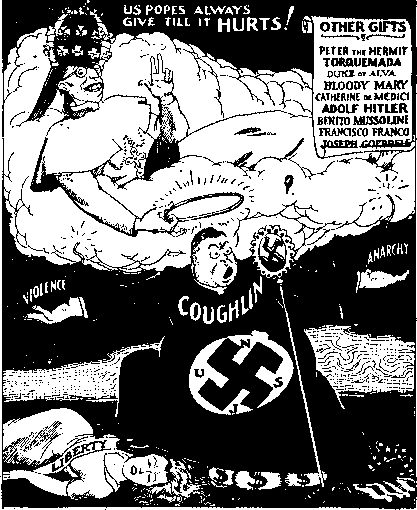 US POPES ALWAYS
GIVE TILL IT HURTS!
OTHER GIFTS
PETER THE HERMIT
TORQUEMADA
DUKE OF ALVA
BLOODY MARY
CATHERINE DE MEDICI
ADOLF HITLER
BENITO MUSSOLINI
FRANCISCO FRANCO
JOSEPH GOEBBELS
?
VIOLENCE
ANARCHY
COUGHLIN
N
U S
J
LIBERTY
$ $ $